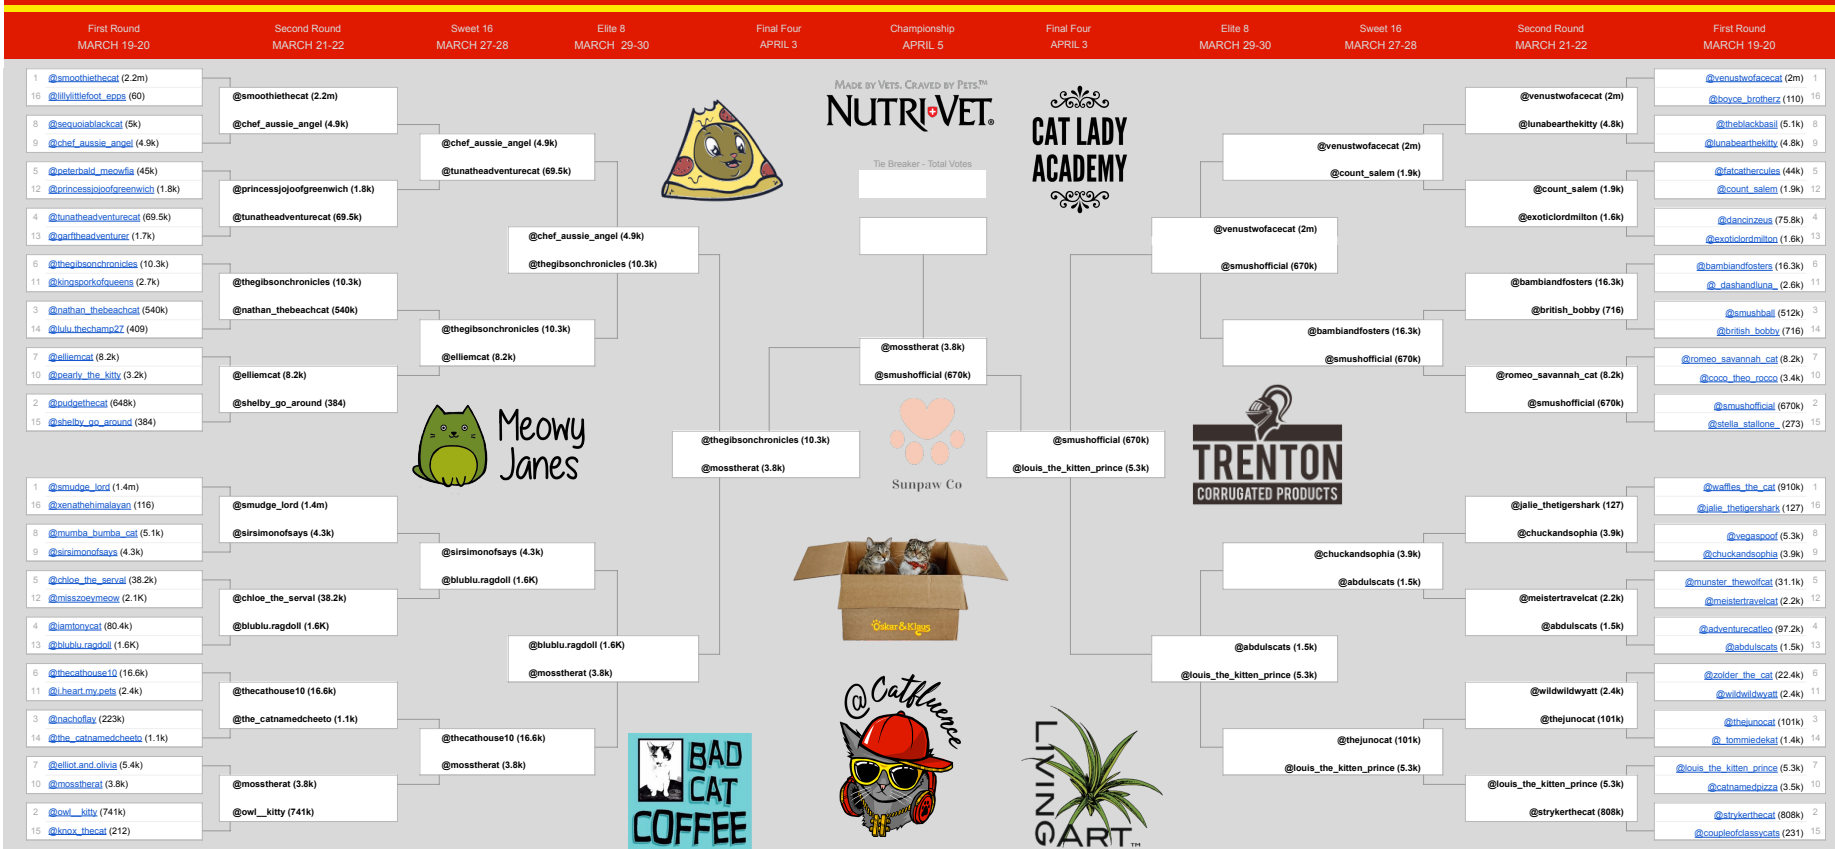 First Round
MARCH 19-20
Second Round
MARCH 21-22
Sweet 16
MARCH 27-28
Elite 8
MARCH 29-30
Final Four
APRIL 3
Championship
APRIL 5
Final Four
APRIL 3
Elite 8
MARCH 29-30
Sweet 16
MARCH 27-28
Second Round
MARCH 21-22
First Round
MARCH 19-20
1 @smoothiethecat (2.2m)
16 @lillylittlefoot_epps (60)
8 @sequoiablackcat (5k)
9 @chef_aussie_angel (4.9k)
5 @peterbald_meowfia (45k)
12 @princessjojoofgreenwich (1.8k)
4 @tunatheadventurecat (69.5k)
13 @garftheadventurer (1.7k)
6 @thegibsonchronicles (10.3k)
11 @kingsporkofqueens (2.7k)
3 @nathan_thebeachcat (540k)
14 @lulu.thechamp27 (409)
7 @elliemcat (8.2k)
10 @pearly_the_kitty (3.2k)
2 @pudgethecat (648k)
15 @shelby_go_around (384)
1 @smudge_lord (1.4m)
16 @xenathehimalayan (116)
8 @mumba_bumba_cat (5.1k)
9 @sirsimonofsays (4.3k)
5 @chloe_the_serval (38.2k)
12 @misszoeymeow (2.1K)
4 @iamtonycat (80.4k)
13 @blublu.ragdoll (1.6K)
6 @thecathouse10 (16.6k)
11 @i.heart.my.pets (2.4k)
3 @nachoflay (223k)
14 @the_catnamedcheeto (1.1k)
7 @elliot.and.olivia (5.4k)
10 @mosstherat (3.8k)
2 @owl__kitty (741k)
15 @knox_thecat (212)
@smoothiethecat (2.2m)
@chef_aussie_angel (4.9k)
@princessjojoofgreenwich (1.8k)
@tunatheadventurecat (69.5k)
@thegibsonchronicles (10.3k)
@nathan_thebeachcat (540k)
@elliemcat (8.2k)
@shelby_go_around (384)
@smudge_lord (1.4m)
@sirsimonofsays (4.3k)
@chloe_the_serval (38.2k)
@blublu.ragdoll (1.6K)
@thecathouse10 (16.6k)
@the_catnamedcheeto (1.1k)
@mosstherat (3.8k)
@owl__kitty (741k)
@chef_aussie_angel (4.9k)
@tunatheadventurecat (69.5k)
@thegibsonchronicles (10.3k)
@elliemcat (8.2k)
@sirsimonofsays (4.3k)
@blublu.ragdoll (1.6K)
@thecathouse10 (16.6k)
@mosstherat (3.8k)
@chef_aussie_angel (4.9k)
@thegibsonchronicles (10.3k)
@blublu.ragdoll (1.6K)
@mosstherat (3.8k)
@thegibsonchronicles (10.3k)
@mosstherat (3.8k)
MADE BY VETS. CRAVED BY PETS.™
NUTRI-VET®
Tie Breaker - Total Votes
@mosstherat (3.8k)
@smushofficial (670k)
Sunpaw Co
CAT LADY
ACADEMY
Meowy
Janes
TRENTON
CORRUGATED PRODUCTS
Oskar & Klaus
@Catfluence
BAD
CAT
COFFEE
LIVING
ART™
@smushofficial (670k)
@louis_the_kitten_prince (5.3k)
@venustwofacecat (2m)
@smushofficial (670k)
@abdulscats (1.5k)
@louis_the_kitten_prince (5.3k)
@venustwofacecat (2m)
@count_salem (1.9k)
@bambiandfosters (16.3k)
@smushofficial (670k)
@chuckandsophia (3.9k)
@abdulscats (1.5k)
@thejunocat (101k)
@louis_the_kitten_prince (5.3k)
@venustwofacecat (2m)
@lunabearthekitty (4.8k)
@count_salem (1.9k)
@exoticlordmilton (1.6k)
@bambiandfosters (16.3k)
@british_bobby (716)
@romeo_savannah_cat (8.2k)
@smushofficial (670k)
@jalie_thetigershark (127)
@chuckandsophia (3.9k)
@meistertravelcat (2.2k)
@abdulscats (1.5k)
@wildwildwyatt (2.4k)
@thejunocat (101k)
@louis_the_kitten_prince (5.3k)
@strykerthecat (808k)
@venustwofacecat (2m) 1
@boyce_brotherz (110) 16
@theblackbasil (5.1k) 8
@lunabearthekitty (4.8k) 9
@fatcathercules (44k) 5
@count_salem (1.9k) 12
@dancinzeus (75.8k) 4
@exoticlordmilton (1.6k) 13
@bambiandfosters (16.3k) 6
@_dashandluna_ (2.6k) 11
@smushball (512k) 3
@british_bobby (716) 14
@romeo_savannah_cat (8.2k) 7
@coco_theo_rocco (3.4k) 10
@smushofficial (670k) 2
@stella_stallone_ (273) 15
@waffles_the_cat (910k) 1
@jalie_thetigershark (127) 16
@vegaspoof (5.3k) 8
@chuckandsophia (3.9k) 9
@munster_thewolfcat (31.1k) 5
@meistertravelcat (2.2k) 12
@adventurecatleo (97.2k) 4
@abdulscats (1.5k) 13
@zolder_the_cat (22.4k) 6
@wildwildwyatt (2.4k) 11
@thejunocat (101k) 3
@_tommiedekat (1.4k) 14
@louis_the_kitten_prince (5.3k) 7
@catnamedpizza (3.5k) 10
@strykerthecat (808k) 2
@coupleofclassycats (231) 15